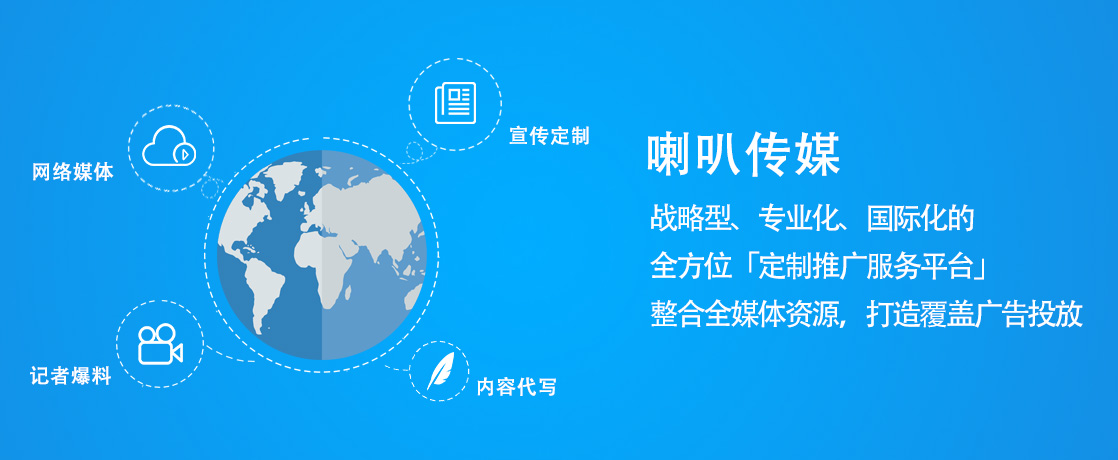 宣传定制
网络媒体
记者爆料
内容代写
喇叭传媒
战略型、专业化、国际化的
全方位「定制推广服务平台」
整合全媒体资源，打造覆盖广告投放